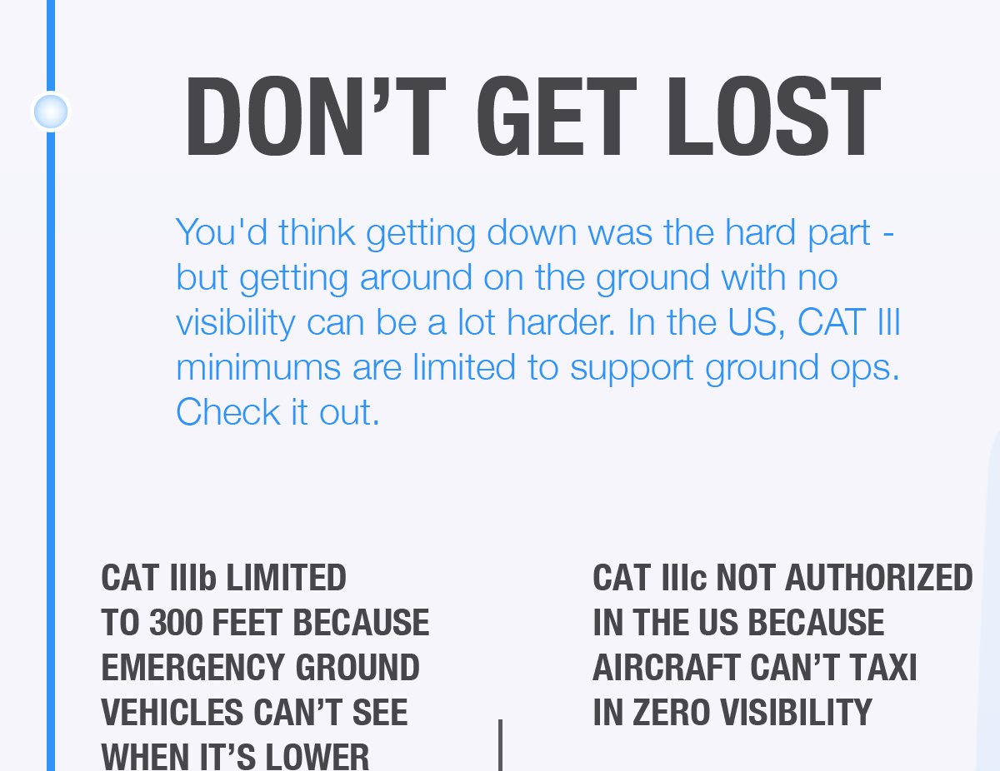 DON’T GET LOST
You'd think getting down was the hard part -
but getting around on the ground with no
visibility can be a lot harder. In the US, CAT III
minimums are limited to support ground ops.
Check it out.
CAT IIIb LIMITED
TO 300 FEET BECAUSE
EMERGENCY GROUND
VEHICLES CAN’T SEE
WHEN IT’S LOWER
CAT IIIc NOT AUTHORIZED
IN THE US BECAUSE
AIRCRAFT CAN’T TAXI
IN ZERO VISIBILITY